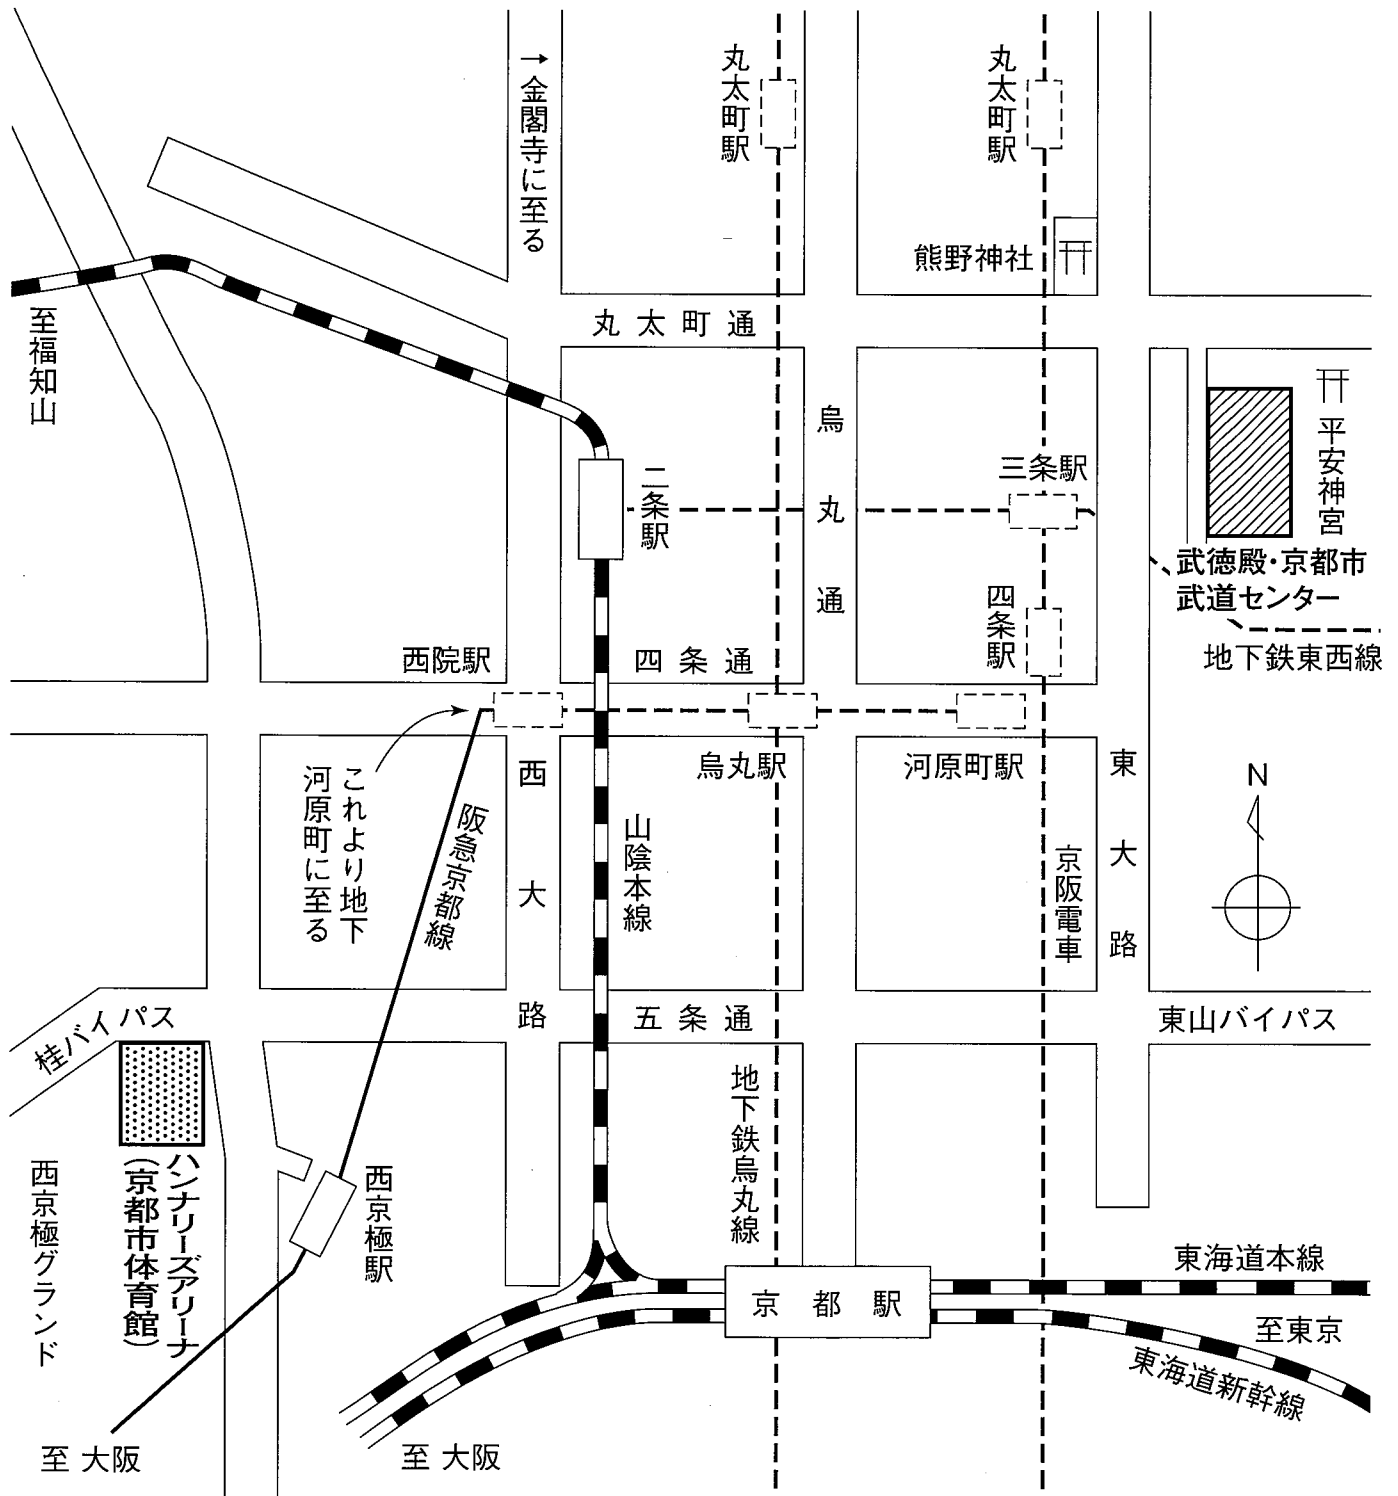 →金閣寺に至る
丸太町駅
丸太町駅
熊野神社
丸太町通
至福知山
烏丸通
平安神宮
三条駅
二条駅
武徳殿・京都市
武道センター
四条駅
地下鉄東西線
西院駅
四条通
烏丸駅
河原町駅
これより地下
河原町に至る
阪急京都線
西大路
山陰本線
京阪電車
東大路
N
桂バイパス
五条通
東山バイパス
地下鉄烏丸線
ハンナリーズアリーナ
(京都市体育館)
西京極グランド
西京極駅
京都駅
東海道本線
至東京
東海道新幹線
至 大阪
至 大阪